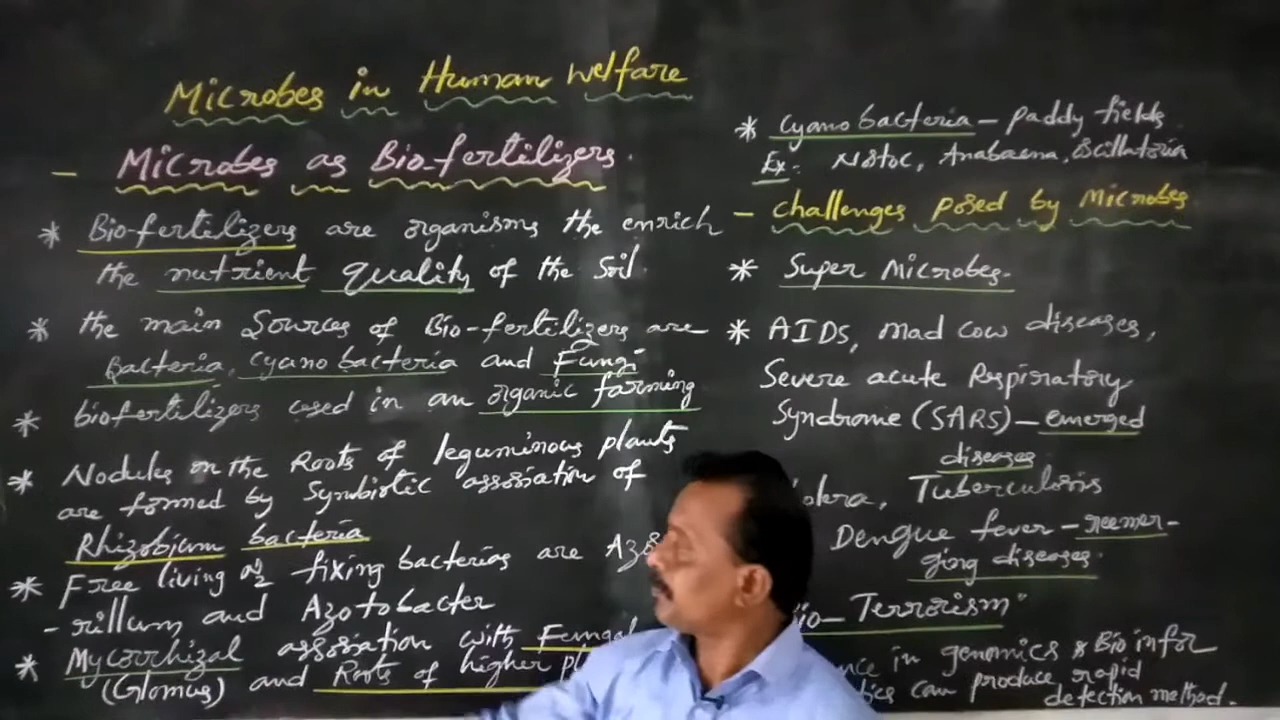 Microbes in Human welfare
- Microbes as Bio-fertilizers.
* Bio-fertilizers are organisms the enrich
the nutrient quality of the Soil.
* the main Sources of Bio-fertilizers are
Bacteria, Cyano bacteria and Fungi
* biofertilizers used in an organic farming
* Nodules on the Roots of leguminous plants
are formed by Symbiotic assosiation of
Rhizobium bacteria
* Free living N2 fixing bacterias are
- rillum and Azotobacter
* Mycorrhizal assosiation with Fungal
(Glomus) and Roots of higher
* Cyano bacteria - paddy fields
Ex: Nostoc, Anabaena, Oscillatoria
- challenges posed by Microbes
* Super Microbes.
* AIDS, Mad Cow diseases,
Severe acute Respiratory
Syndrome (SARS) - emerged
diseases
Tuberculosis
Dengue fever - reemer-
ging diseases.
- Terrorism
in genomics & Bio infor
can produce rapid
detection method.